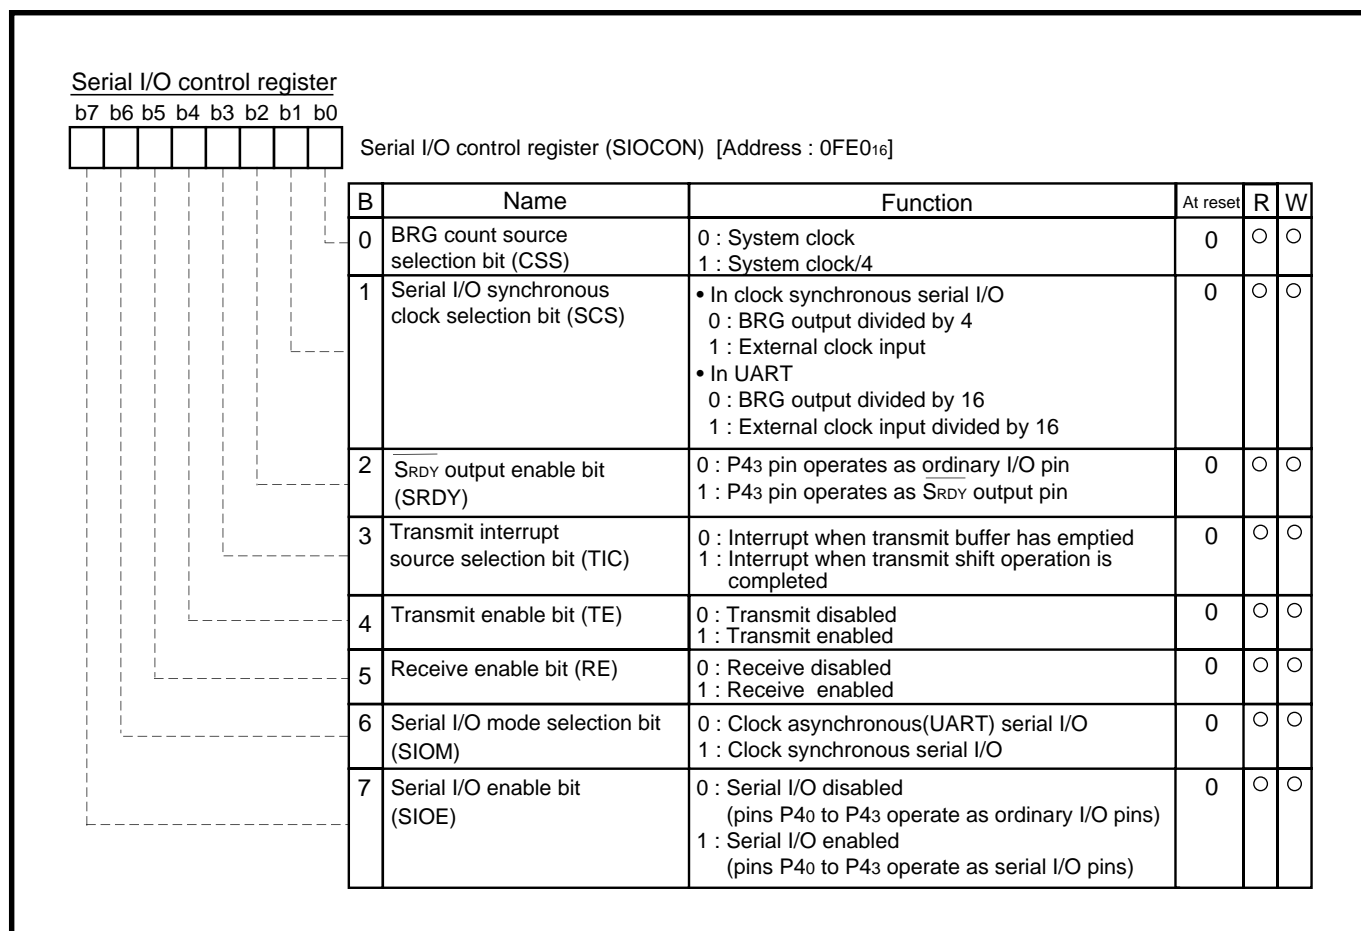 Serial I/O control register
b7 b6 b5 b4 b3 b2 b1 b0
Serial I/O control register (SIOCON) [Address : 0FE016]
B Name Function At reset R W
0 BRG count source 0 : System clock 0 ○ ○
selection bit (CSS) 1 : System clock/4
1 Serial I/O synchronous • In clock synchronous serial I/O 0 ○ ○
clock selection bit (SCS) 0 : BRG output divided by 4
1 : External clock input
• In UART
0 : BRG output divided by 16
1 : External clock input divided by 16
2 SRDY output enable bit 0 : P43 pin operates as ordinary I/O pin 0 ○ ○
(SRDY) 1 : P43 pin operates as SRDY output pin
3 Transmit interrupt 0 : Interrupt when transmit buffer has emptied 0 ○ ○
source selection bit (TIC) 1 : Interrupt when transmit shift operation is
completed
4 Transmit enable bit (TE) 0 : Transmit disabled 0 ○ ○
1 : Transmit enabled
5 Receive enable bit (RE) 0 : Receive disabled 0 ○ ○
1 : Receive enabled
6 Serial I/O mode selection bit 0 : Clock asynchronous(UART) serial I/O 0 ○ ○
(SIOM) 1 : Clock synchronous serial I/O
7 Serial I/O enable bit 0 : Serial I/O disabled 0 ○ ○
(SIOE) (pins P40 to P43 operate as ordinary I/O pins)
1 : Serial I/O enabled
(pins P40 to P43 operate as serial I/O pins)